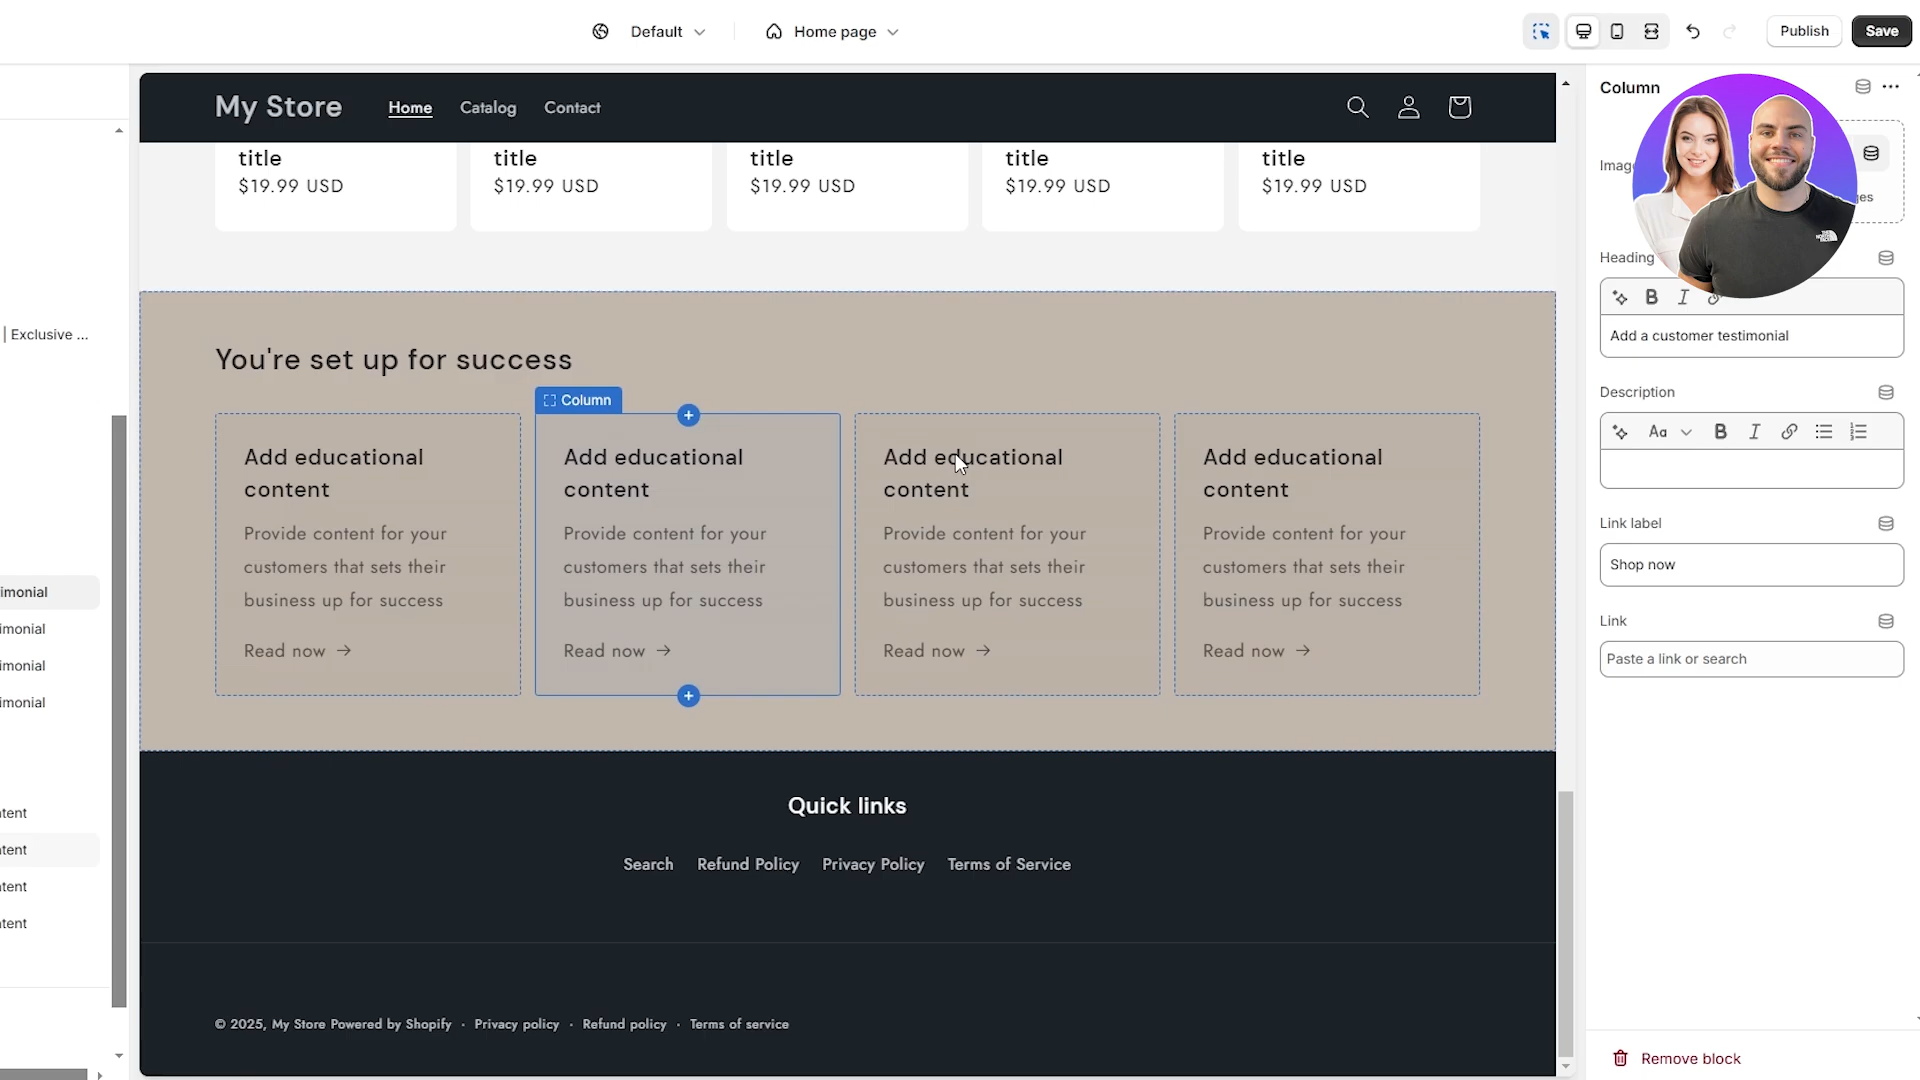 Default
Home page
Publish
Save
My Store
Home
Catalog
Contact
title
$19.99 USD
title
$19.99 USD
title
$19.99 USD
title
$19.99 USD
title
$19.99 USD
| Exclusive ...
imonial
imonial
imonial
imonial
tent
tent
tent
tent
You're set up for success
Column
Add educational
content
Provide content for your
customers that sets their
business up for success
Read now →
Add educational
content
Provide content for your
customers that sets their
business up for success
Read now →
Add educational
content
Provide content for your
customers that sets their
business up for success
Read now →
Add educational
content
Provide content for your
customers that sets their
business up for success
Read now →
Quick links
Search Refund Policy Privacy Policy Terms of Service
© 2025, My Store Powered by Shopify · Privacy policy · Refund policy · Terms of service
Column
Imag
es
Heading
B I
Add a customer testimonial
Description
Aa B I
Link label
Shop now
Link
Paste a link or search
Remove block